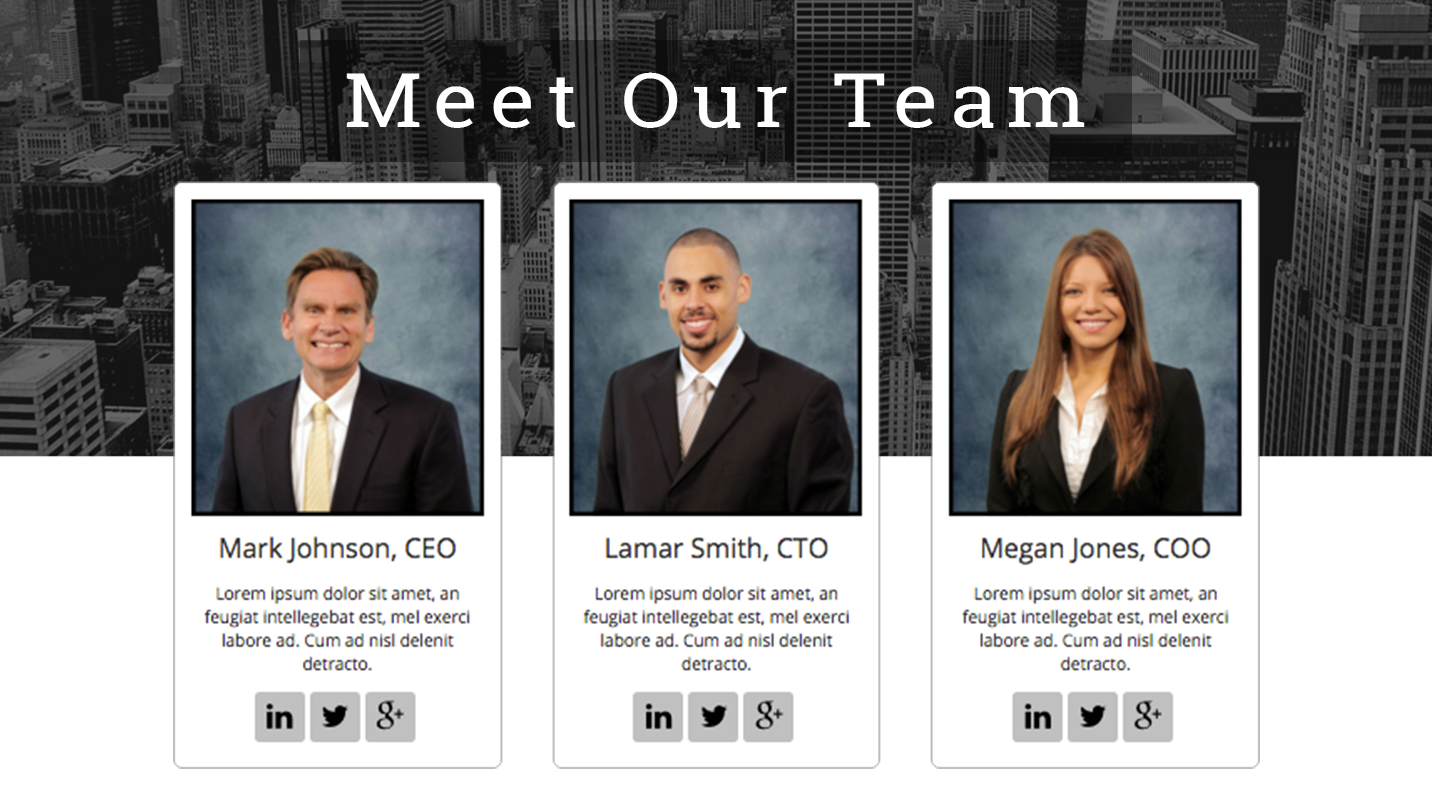 Meet Our Team
Mark Johnson, CEO
Lorem ipsum dolor sit amet, an
feugiat intellegebat est, mel exerci
labore ad. Cum ad nisl delenit
detracto.
in g+
Lamar Smith, CTO
Lorem ipsum dolor sit amet, an
feugiat intellegebat est, mel exerci
labore ad. Cum ad nisl delenit
detracto.
in g+
Megan Jones, COO
Lorem ipsum dolor sit amet, an
feugiat intellegebat est, mel exerci
labore ad. Cum ad nisl delenit
detracto.
in g+